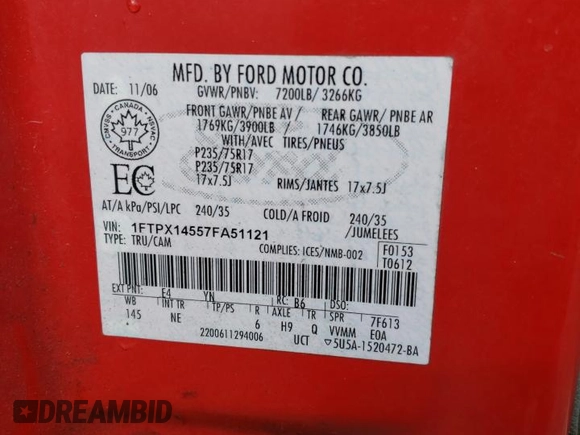 MFD. BY FORD MOTOR CO.
DATE: 11/06
GVWR/PNBV: 7200LB/ 3266KG
FRONT GAWR/PNBE AV / REAR GAWR/ PNBE AR
1769KG/3900LB 1746KG/3850LB
WITH/AVEC TIRES/PNEUS
CANADA
CMVSS NSVAC
977
TRANSPORT
P235/75R17
P235/75R17
EC
17x7.5J RIMS/JANTES 17x7.5J
AT/A kPa/PSI/LPC 240/35 COLD/A FROID 240/35
/JUMELEES
VIN: 1FTPX14557FA51121
TYPE: TRU/CAM
COMPLIES: ICES/NMB-002
F0153
T0612
EXT PNT: E4 YN RC: B6 DSO:
WB INT TR TP/PS R AXLE TR SPR 7F613
145 NE 6 H9 Q VVMM EOA
2200611294006 UCT ▽5U5A-1520472-BA
DREAMBID